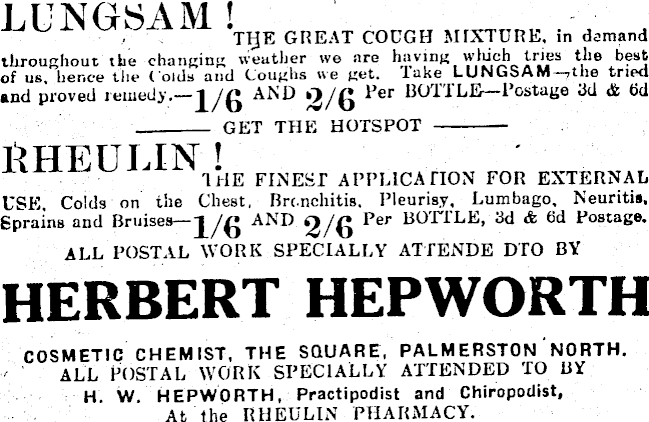 LUNGSAM!
THE GREAT COUGH MIXTURE, in demand
throughout the changing weather we are having which tries the best
of us, hence the Colds and Coughs we get. Take LUNGSAM—the tried
and proved remedy.—1/6 AND 2/6 Per BOTTLE—Postage 3d & 6d
GET THE HOTSPOT
RHEULIN!
THE FINEST APPLICATION FOR EXTERNAL
USE, Colds on the Chest, Bronchitis, Pleurisy, Lumbago, Neuritis,
Sprains and Bruises—1/6 AND 2/6 Per BOTTLE, 3d & 6d Postage.
ALL POSTAL WORK SPECIALLY ATTENDE DTO BY
HERBERT HEPWORTH
COSMETIC CHEMIST, THE SQUARE, PALMERSTON NORTH.
ALL POSTAL WORK SPECIALLY ATTENDED TO BY
H. W. HEPWORTH, Practipodist and Chiropodist,
At the RHEULIN PHARMACY.